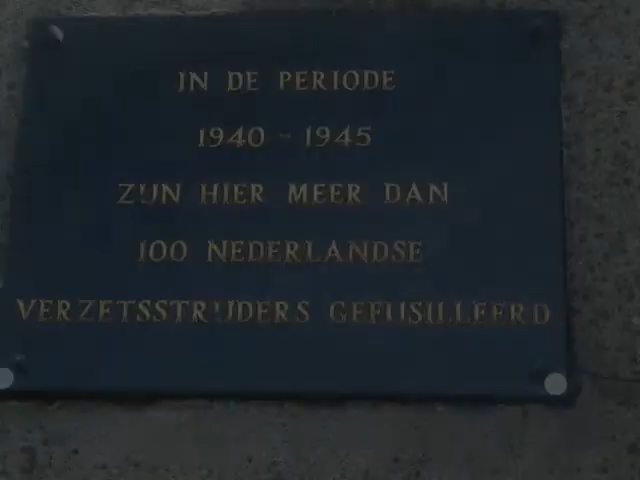 IN DE PERIODE
1940 - 1945
ZIJN HIER MEER DAN
100 NEDERLANDSE
VERZETSSTRIJDERS GEFUSILLEERD